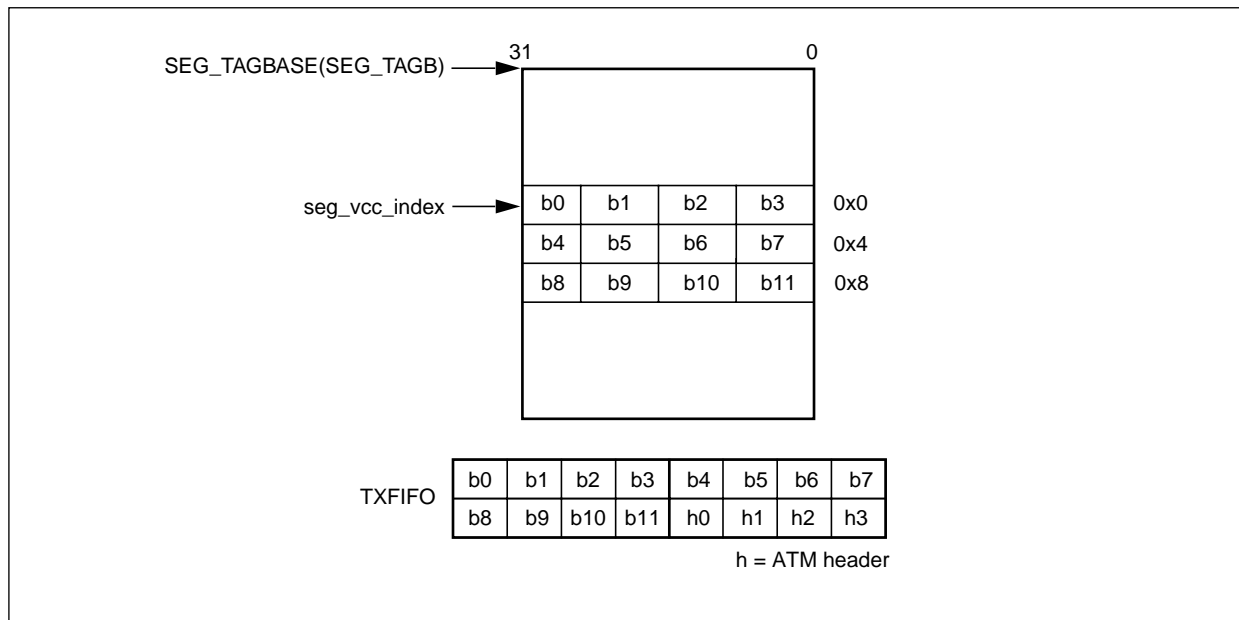 31 0
SEG_TAGBASE(SEG_TAGB)
seg_vcc_index b0 b1 b2 b3 0x0
b4 b5 b6 b7 0x4
b8 b9 b10 b11 0x8
TXFIFO
b0 b1 b2 b3 b4 b5 b6 b7
b8 b9 b10 b11 h0 h1 h2 h3
h = ATM header